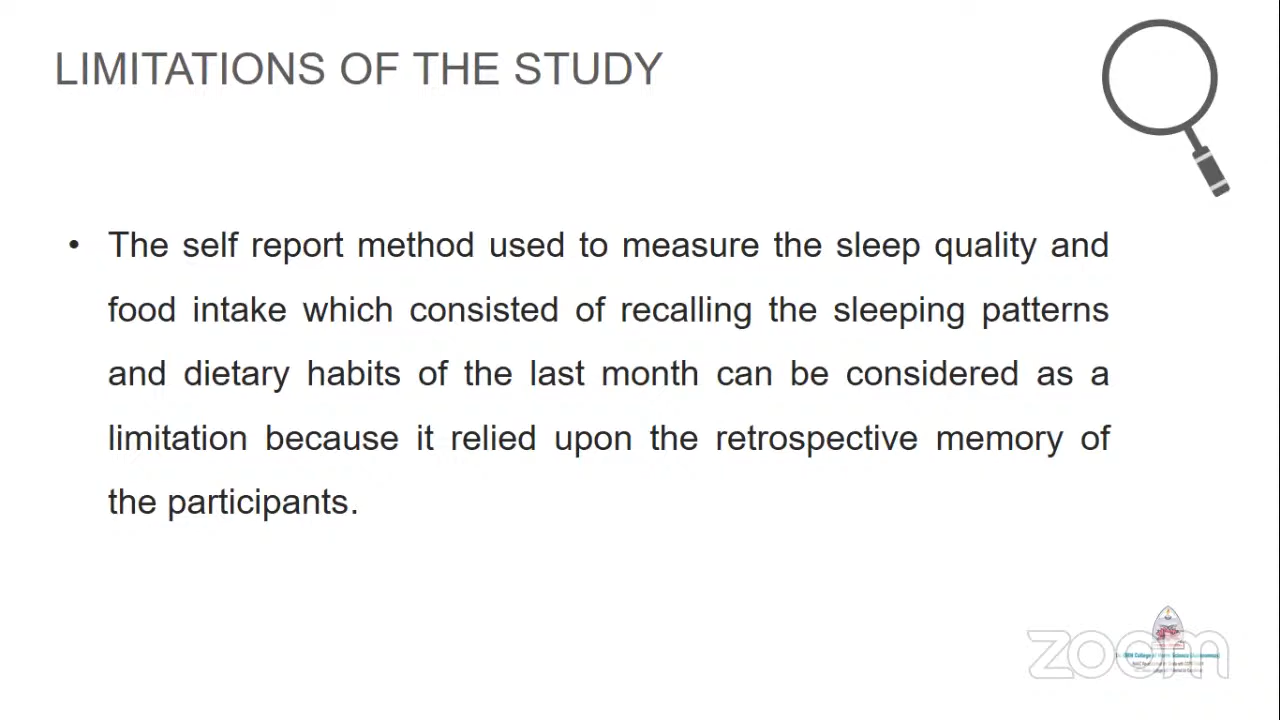 LIMITATIONS OF THE STUDY
• The self report method used to measure the sleep quality and
food intake which consisted of recalling the sleeping patterns
and dietary habits of the last month can be considered as a
limitation because it relied upon the retrospective memory of
the participants.
zoom